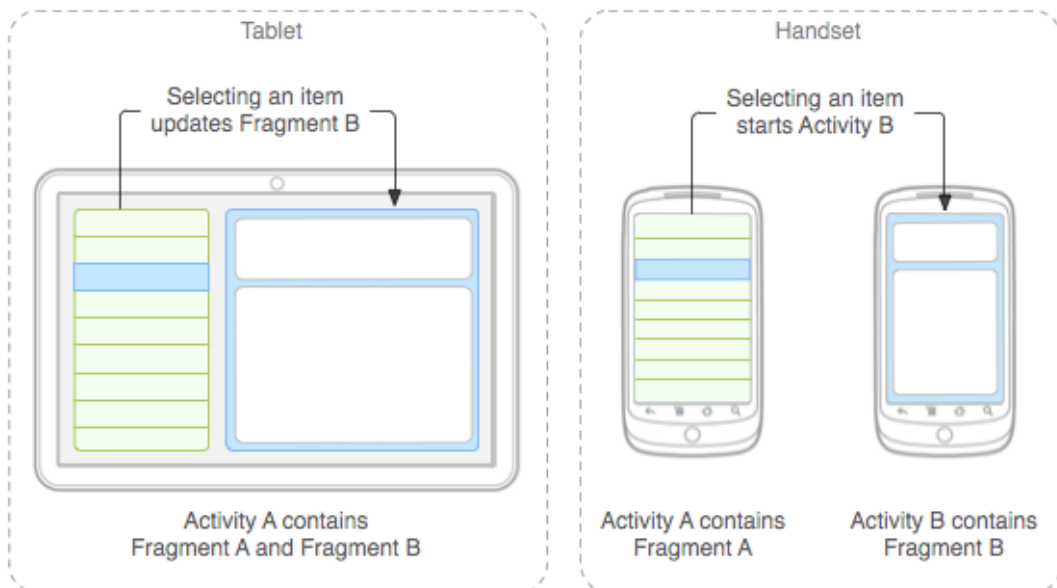 Tablet
Selecting an item
updates Fragment B
Activity A contains
Fragment A and Fragment B
Handset
Selecting an item
starts Activity B
Activity A contains
Fragment A
Activity B contains
Fragment B